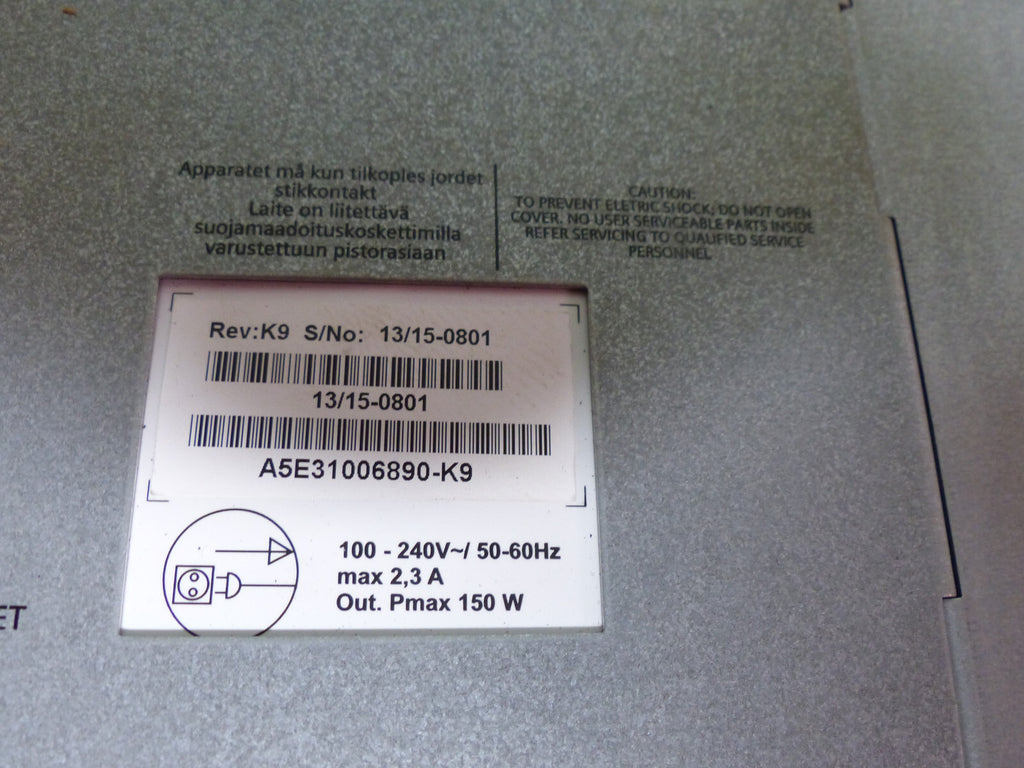 Apparatet må kun tilkoples jordet
stikkontakt
Laite on liitettävä
suojamaadoituskoskettimilla
varustettuun pistorasiaan
CAUTION:
TO PREVENT ELETRIC SHOCK, DO NOT OPEN
COVER. NO USER SERVICEABLE PARTS INSIDE
REFER SERVICING TO QUALIFIED SERVICE
PERSONNEL
Rev:K9 S/No: 13/15-0801
13/15-0801
A5E31006890-K9
100 - 240V~/ 50-60Hz
max 2,3 A
Out. Pmax 150 W
ET